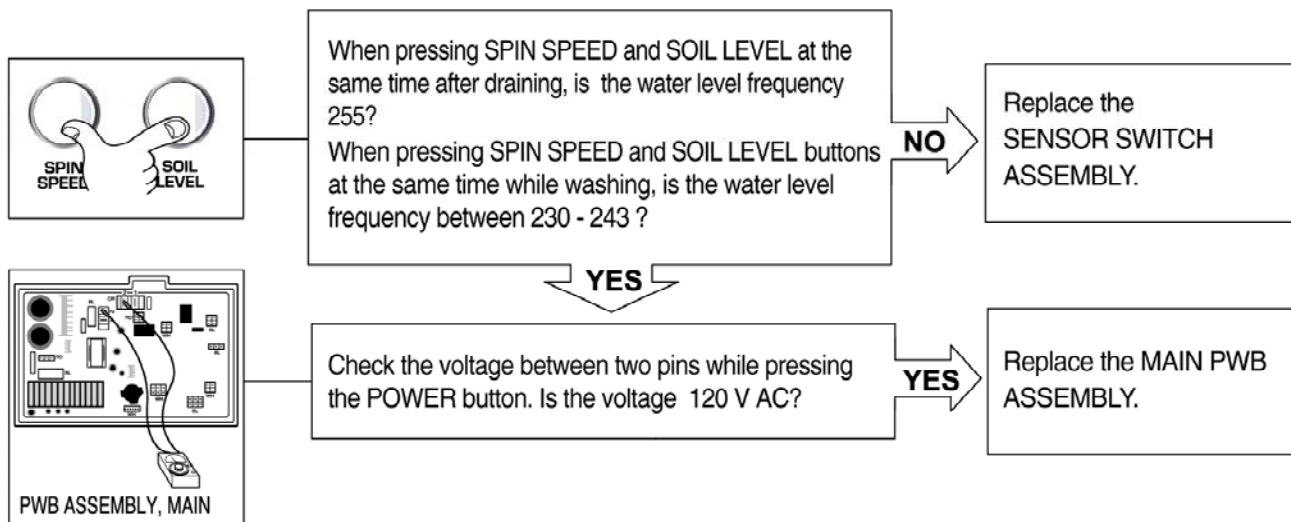 SPIN
SPEED
SOIL
LEVEL
When pressing SPIN SPEED and SOIL LEVEL at the
same time after draining, is the water level frequency
255?
When pressing SPIN SPEED and SOIL LEVEL buttons
at the same time while washing, is the water level
frequency between 230 - 243 ?
NO
Replace the
SENSOR SWITCH
ASSEMBLY.
YES
PWB ASSEMBLY, MAIN
Check the voltage between two pins while pressing
the POWER button. Is the voltage 120 V AC?
YES
Replace the MAIN PWB
ASSEMBLY.